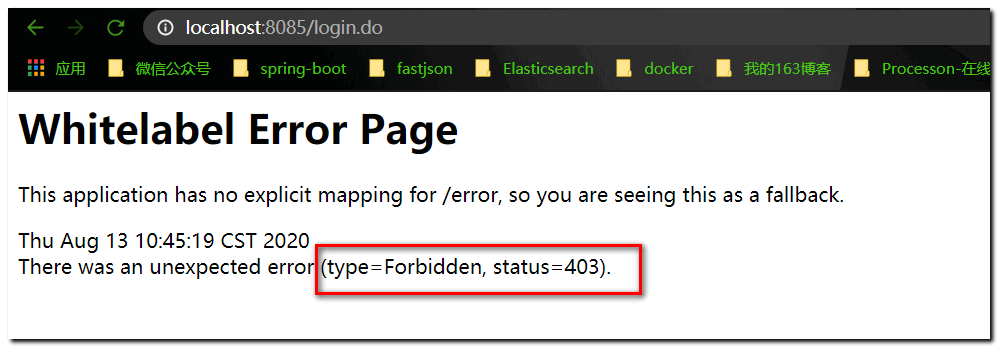 localhost:8085/login.do
应用 微信公众号 spring-boot fastjson Elasticsearch docker 我的163博客 Processon-在线
Whitelabel Error Page
This application has no explicit mapping for /error, so you are seeing this as a fallback.
Thu Aug 13 10:45:19 CST 2020
There was an unexpected error (type=Forbidden, status=403).